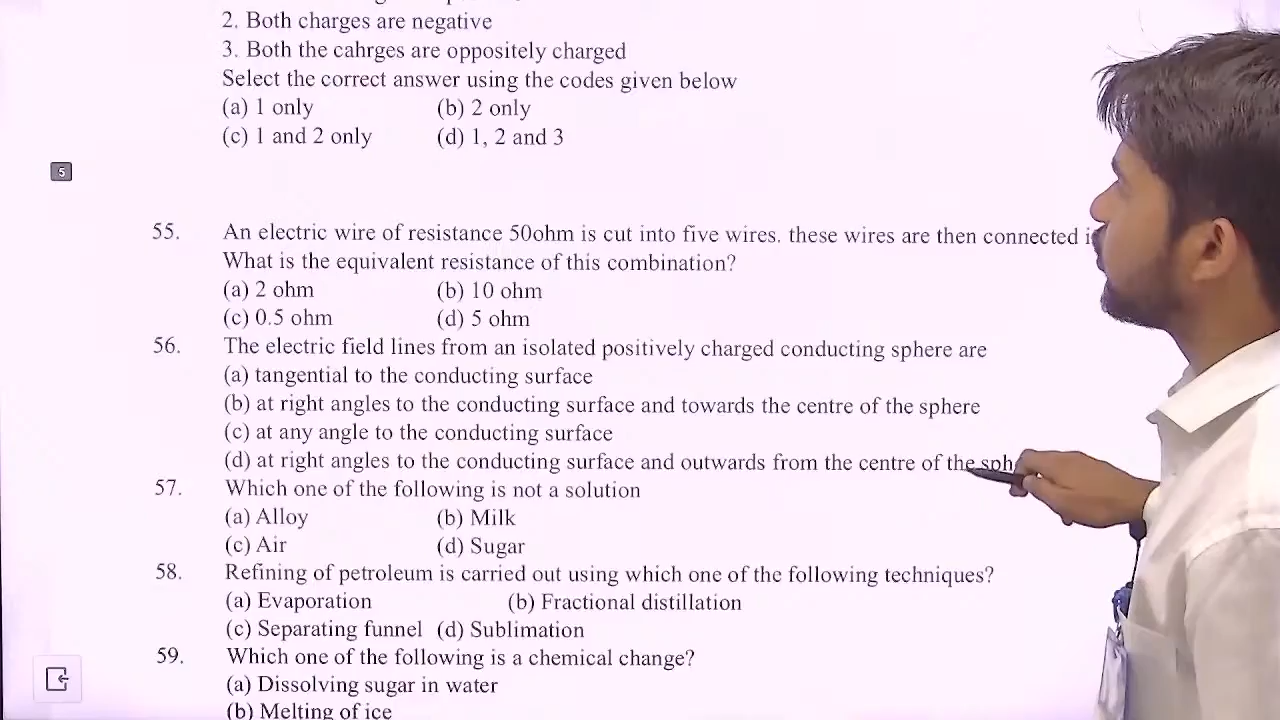 2. Both charges are negative
3. Both the cahrges are oppositely charged
Select the correct answer using the codes given below
(a) 1 only (b) 2 only
(c) 1 and 2 only (d) 1, 2 and 3
5
55. An electric wire of resistance 50ohm is cut into five wires. these wires are then connected
What is the equivalent resistance of this combination?
(a) 2 ohm (b) 10 ohm
(c) 0.5 ohm (d) 5 ohm
56. The electric field lines from an isolated positively charged conducting sphere are
(a) tangential to the conducting surface
(b) at right angles to the conducting surface and towards the centre of the sphere
(c) at any angle to the conducting surface
(d) at right angles to the conducting surface and outwards from the centre of the sph
57. Which one of the following is not a solution
(a) Alloy (b) Milk
(c) Air (d) Sugar
58. Refining of petroleum is carried out using which one of the following techniques?
(a) Evaporation (b) Fractional distillation
(c) Separating funnel (d) Sublimation
59. Which one of the following is a chemical change?
(a) Dissolving sugar in water
(b) Melting of ice